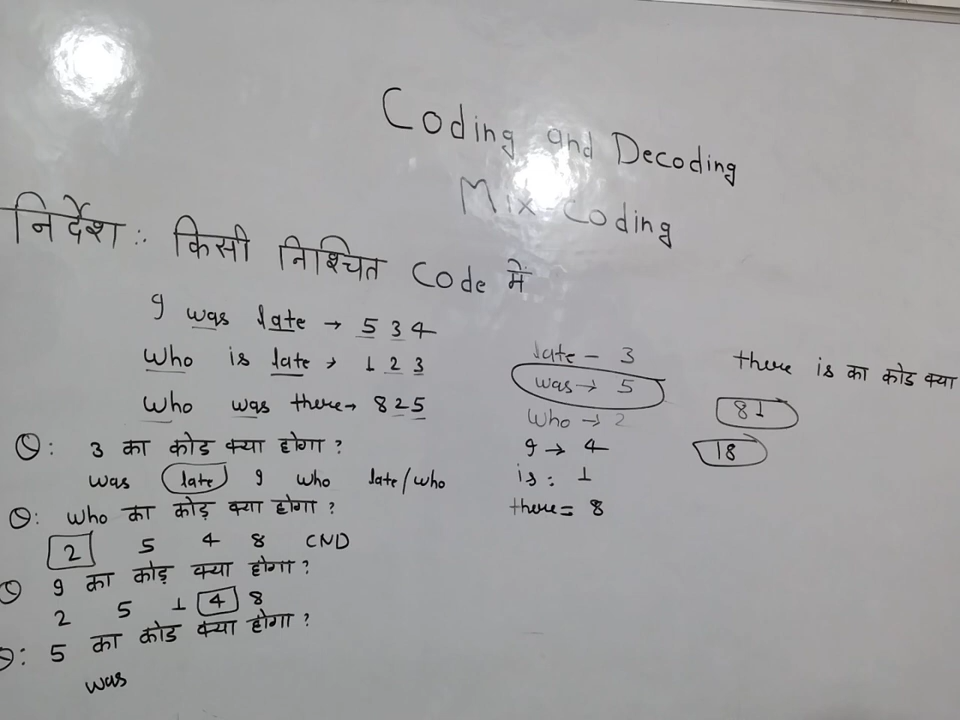 Coding and Decoding
Mix-Coding
निर्देश :. किसी निश्चित Code में
I was late → 5 3 4
Who is late → 1 2 3
Who was there → 8 2 5
Q: 3 का कोड क्या होगा ?
was late I who late/who
Q: Who का कोड़ क्या होगा ?
2 5 4 8 CND
Q I का कोड़ क्या होगा ?
2 5 1 4 8
Q: 5 का कोड क्या होगा ?
was
late - 3
was → 5
Who → 2
I → 4
is : 1
there = 8
there is का कोड क्या
81
18